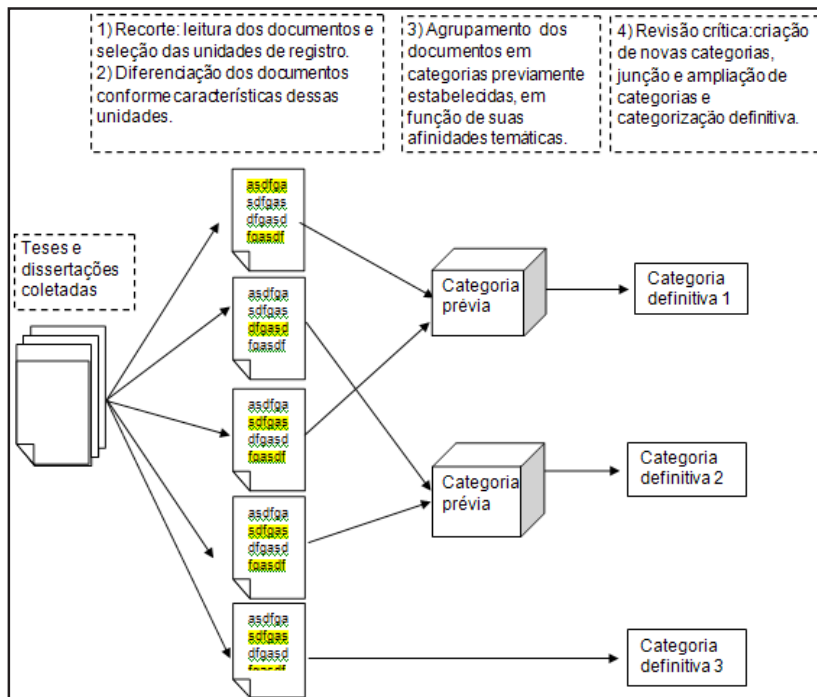 1) Recorte: leitura dos documentos e
seleção das unidades de registro.
2) Diferenciação dos documentos
conforme características dessas
unidades.
3) Agrupamento dos
documentos em
categorias previamente
estabelecidas, em
função de suas
afinidades temáticas.
4) Revisão crítica:criação
de novas categorias,
junção e ampliação de
categorias e
categorização definitiva.
Teses e
dissertações
coletadas
asdfga
sdfgas
dfgasd
fgasdf
asdfga
sdfgas
dfgasd
fgasdf
asdfga
sdfgas
dfgasd
fgasdf
asdfga
sdfgas
dfgasd
fgasdf
asdfga
sdfgas
dfgasd
fgasdf
Categoria
prévia
Categoria
prévia
Categoria
definitiva 1
Categoria
definitiva 2
Categoria
definitiva 3